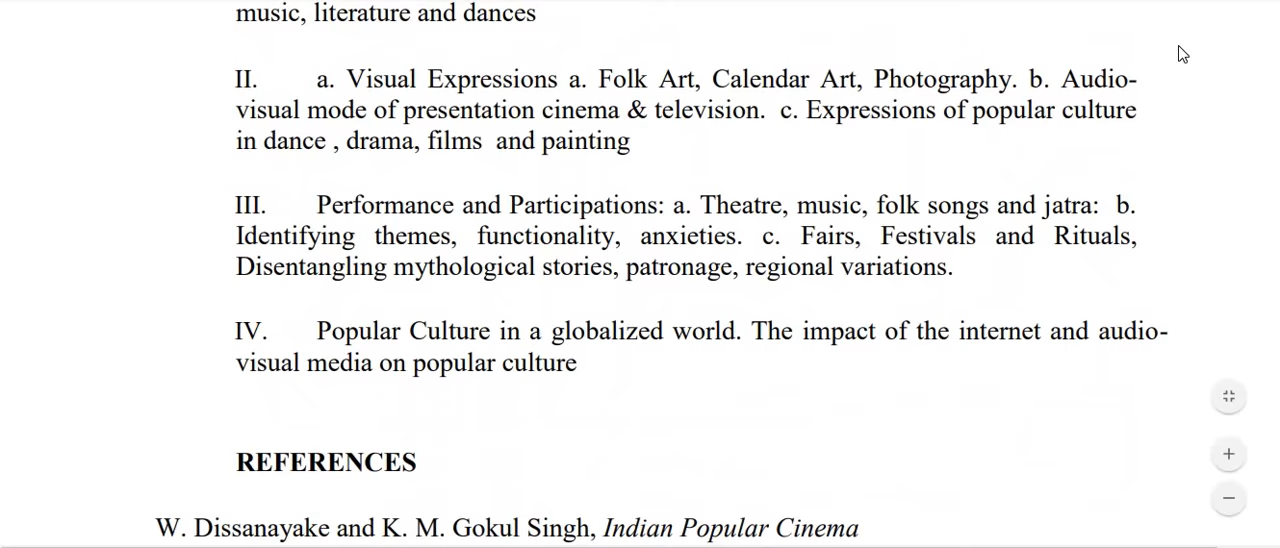 music, literature and dances
II. a. Visual Expressions a. Folk Art, Calendar Art, Photography. b. Audio-
visual mode of presentation cinema & television. c. Expressions of popular culture
in dance , drama, films and painting
III. Performance and Participations: a. Theatre, music, folk songs and jatra: b.
Identifying themes, functionality, anxieties. c. Fairs, Festivals and Rituals,
Disentangling mythological stories, patronage, regional variations.
IV. Popular Culture in a globalized world. The impact of the internet and audio-
visual media on popular culture
REFERENCES
W. Dissanayake and K. M. Gokul Singh, Indian Popular Cinema